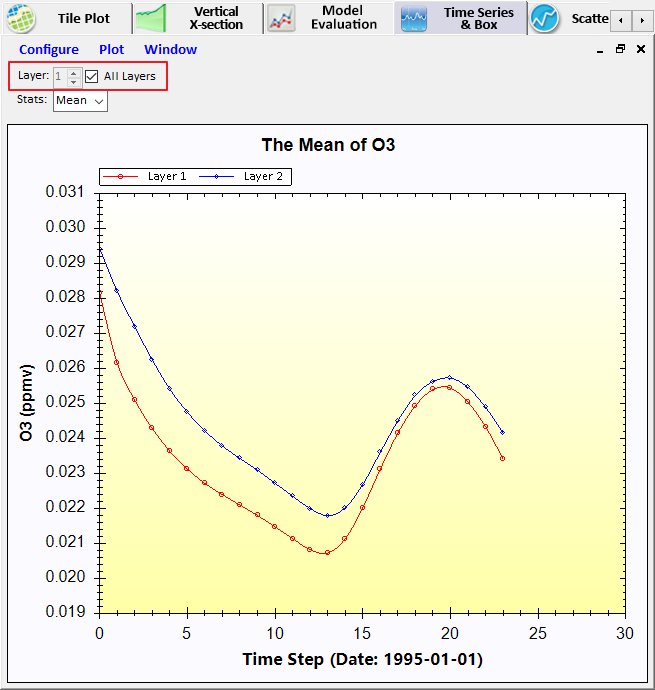 Tile Plot
Vertical
X-section
Model
Evaluation
Time Series
& Box
Scatte
Configure Plot Window
Layer: 1 All Layers
Stats: Mean
The Mean of O3
Layer 1 Layer 2
0.031
0.030
0.029
0.028
0.027
0.026
0.025
0.024
0.023
0.022
0.021
0.020
0.019
O3 (ppmv)
0 5 10 15 20 25 30
Time Step (Date: 1995-01-01)